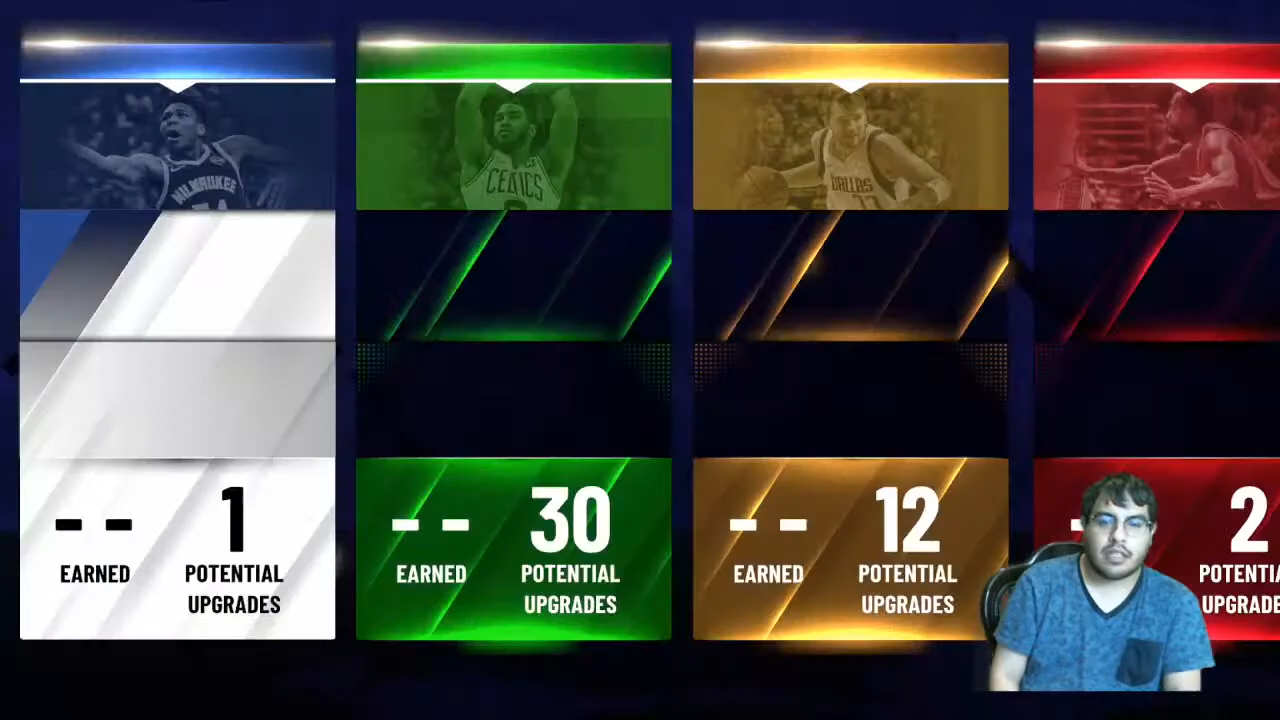 MILWAUKEE
CELTICS
DALLAS
- -
EARNED
1
POTENTIAL
UPGRADES
- -
EARNED
30
POTENTIAL
UPGRADES
- -
EARNED
12
POTENTIAL
UPGRADES
2
POTENTIA
UPGRADE